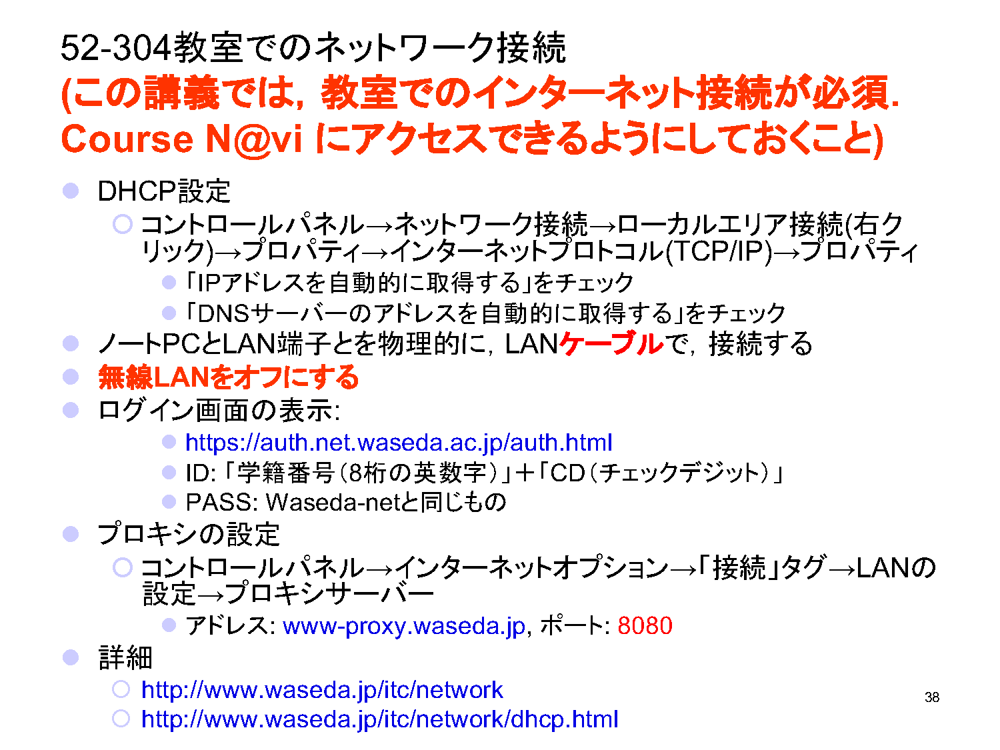 52-304教室でのネットワーク接続
(この講義では，教室でのインターネット接続が必須．
Course N@vi にアクセスできるようにしておくこと)
● DHCP設定
○ コントロールパネル→ネットワーク接続→ローカルエリア接続(右ク
リック)→プロパティ→インターネットプロトコル(TCP/IP)→プロパティ
● 「IPアドレスを自動的に取得する」をチェック
● 「DNSサーバーのアドレスを自動的に取得する」をチェック
● ノートPCとLAN端子とを物理的に，LANケーブルで，接続する
● 無線LANをオフにする
● ログイン画面の表示:
● https://auth.net.waseda.ac.jp/auth.html
● ID: 「学籍番号（8桁の英数字）」＋「CD（チェックデジット）」
● PASS: Waseda-netと同じもの
● プロキシの設定
○ コントロールパネル→インターネットオプション→「接続」タグ→LANの
設定→プロキシサーバー
● アドレス: www-proxy.waseda.jp, ポート: 8080
● 詳細
○ http://www.waseda.jp/itc/network
○ http://www.waseda.jp/itc/network/dhcp.html
38